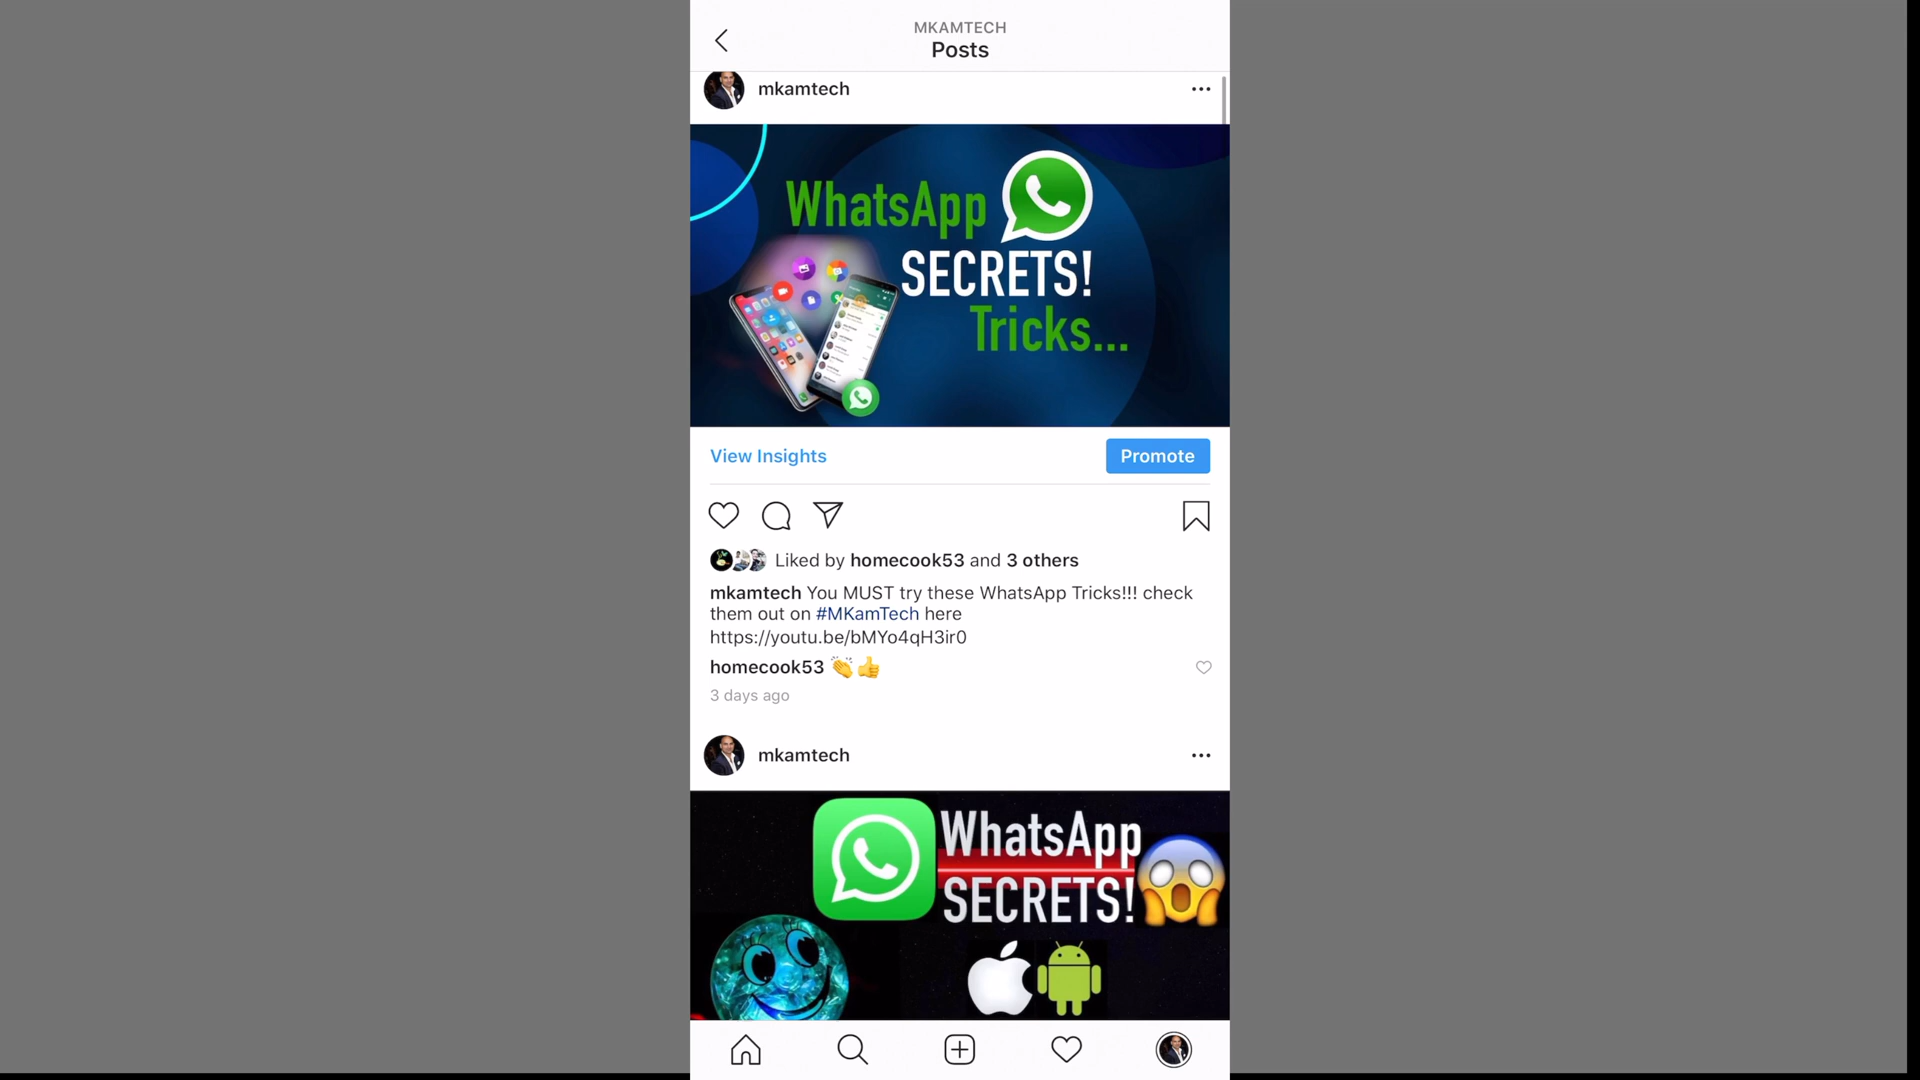 MKAMTECH
Posts
mkamtech
WhatsApp
SECRETS!
Tricks...
View Insights
Promote
Liked by homecook53 and 3 others
mkamtech You MUST try these WhatsApp Tricks!!! check
them out on #MKamTech here
https://youtu.be/bMYo4qH3ir0
homecook53 👏👍
3 days ago
mkamtech
WhatsApp
SECRETS!